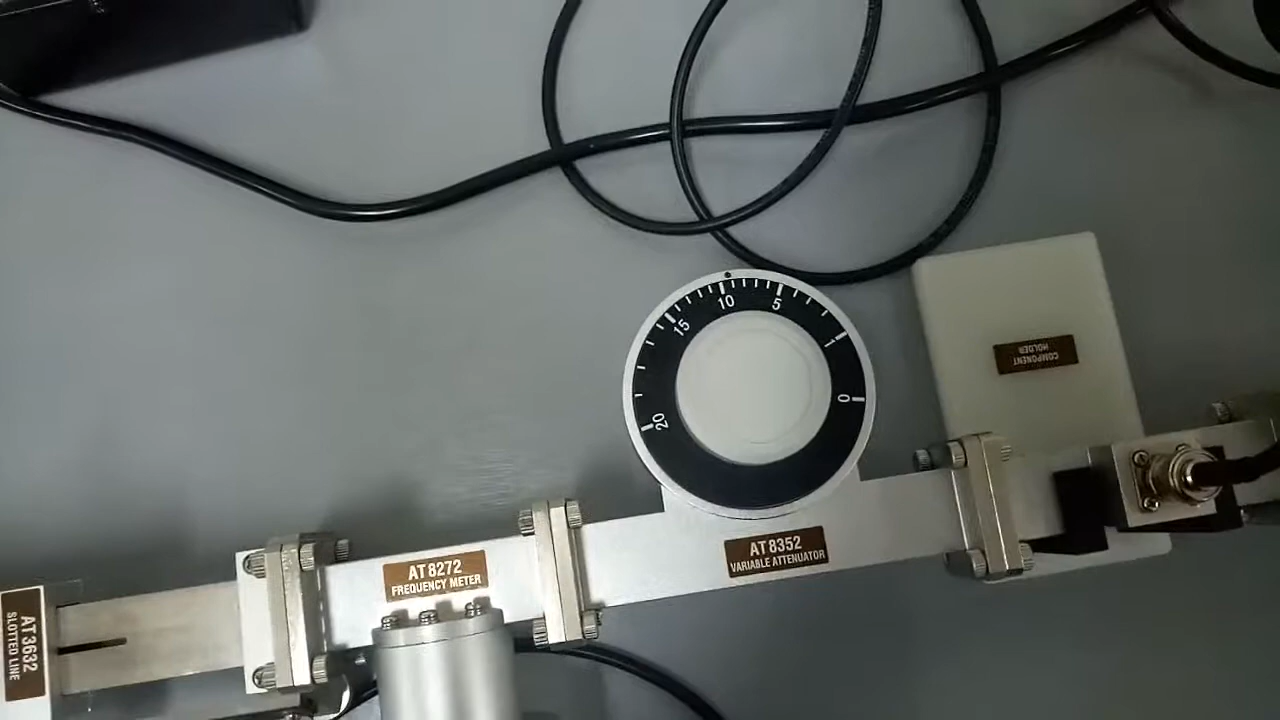 10
5
15
1
20
0
COMPONENT
HOLDER
AT 8352
VARIABLE ATTENUATOR
AT 8272
FREQUENCY METER
AT 3632
SLOTTED LINE